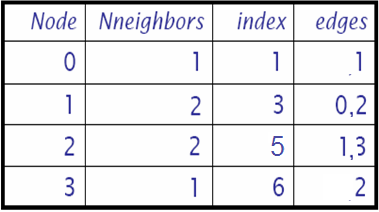 Node Nneighbors index edges
0 1 1 1
1 2 3 0,2
2 2 5 1,3
3 1 6 2